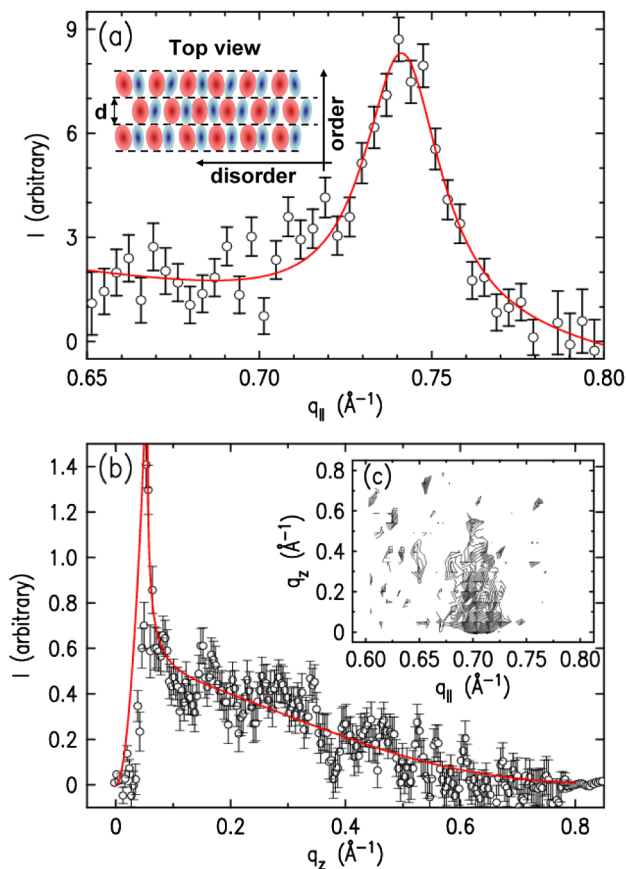 (a)
Top view
d
order
disorder
I (arbitrary)
9
6
3
0
0.65 0.70 0.75 0.80
q|| (Å⁻¹)
(b)
I (arbitrary)
1.4
1.2
1.0
0.8
0.6
0.4
0.2
0
0 0.2 0.4 0.6 0.8
qz (Å⁻¹)
(c)
qz (Å⁻¹)
0.8
0.6
0.4
0.2
0
0.60 0.65 0.70 0.75 0.80
q|| (Å⁻¹)